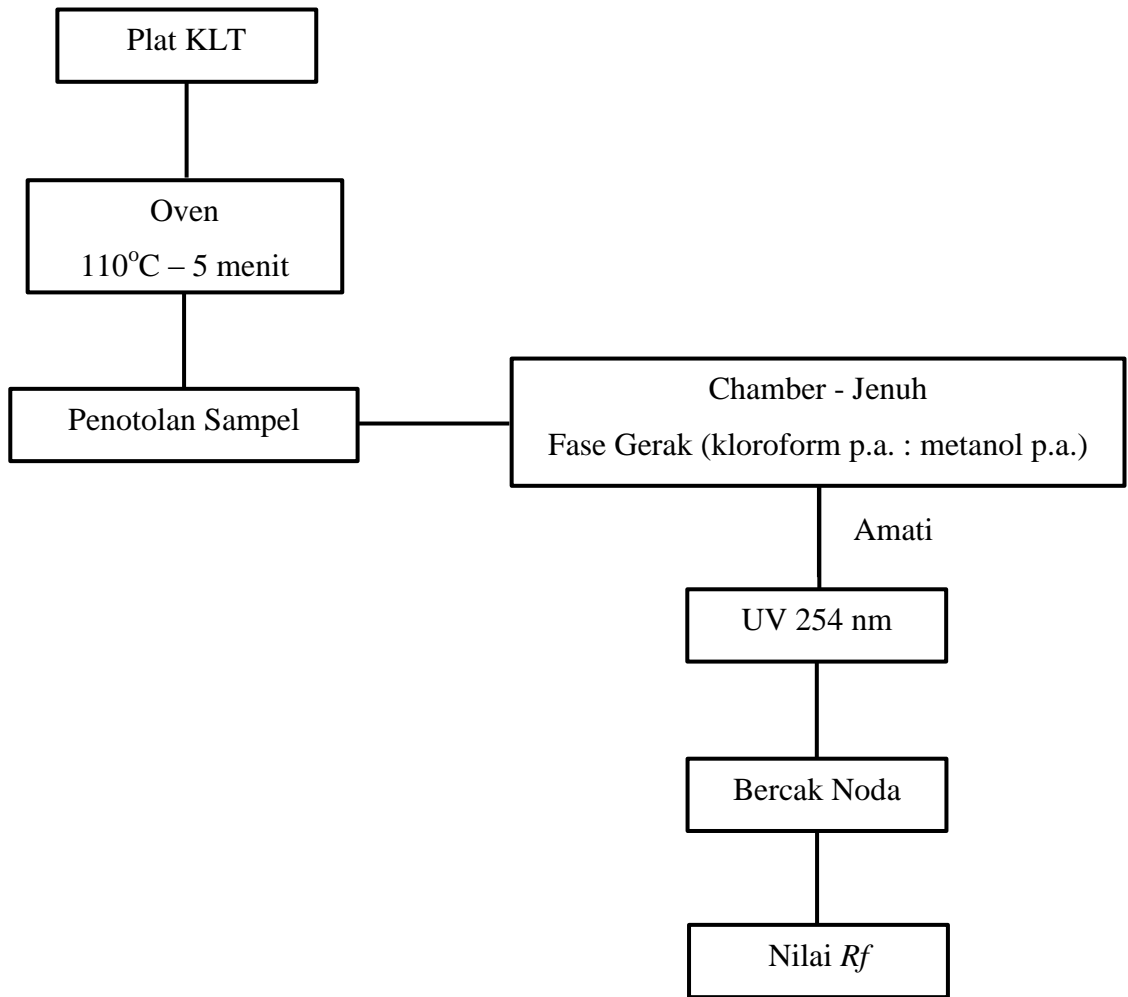 Plat KLT
Oven
110°C – 5 menit
Penotolan Sampel
Chamber - Jenuh
Fase Gerak (kloroform p.a. : metanol p.a.)
Amati
UV 254 nm
Bercak Noda
Nilai Rf